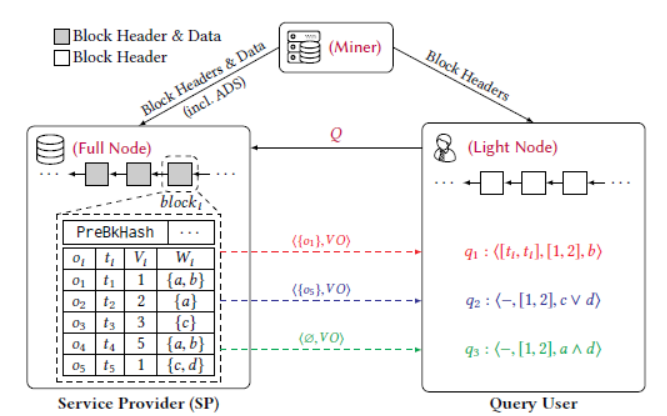 Block Header & Data
Block Header
(Miner)
Block Headers & Data
(incl. ADS)
Block Headers
(Full Node)
Q
(Light Node)
··· ···
··· ···
block_i
PreBkHash ···
o_i t_i V_i W_i
o_1 t_1 1 {a, b}
o_2 t_2 2 {a}
o_3 t_3 3 {c}
o_4 t_4 5 {a, b}
o_5 t_5 1 {c, d}
⟨{o_1}, VO⟩
⟨{o_5}, VO⟩
⟨∅, VO⟩
q_1 : ⟨[t_i, t_i], [1, 2], b⟩
q_2 : ⟨−, [1, 2], c ∨ d⟩
q_3 : ⟨−, [1, 2], a ∧ d⟩
Service Provider (SP)
Query User